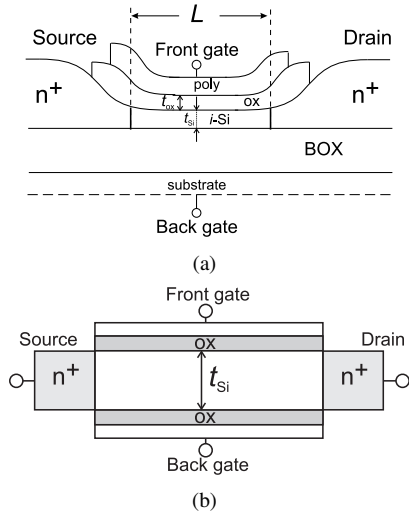 L
Source
Front gate
Drain
n+
poly
n+
tox
ox
tSi
i-Si
BOX
substrate
Back gate
(a)
Front gate
Source
ox
Drain
n+
tSi
n+
ox
Back gate
(b)